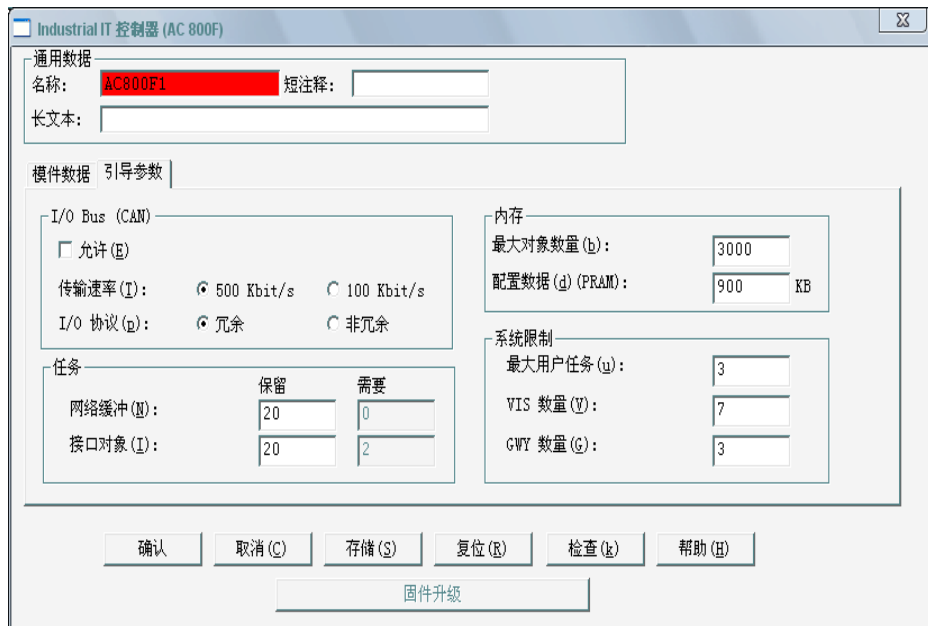 Industrial IT 控制器 (AC 800F)
通用数据
名称: AC800F1 短注释:
长文本:
模件数据 引导参数
I/O Bus (CAN)
允许(E)
传输速率(T): 500 Kbit/s 100 Kbit/s
I/O 协议(p): 冗余 非冗余
任务
保留 需要
网络缓冲(N): 20 0
接口对象(I): 20 2
内存
最大对象数量(b): 3000
配置数据(d)(PRAM): 900 KB
系统限制
最大用户任务(u): 3
VIS 数量(V): 7
GWY 数量(G): 3
确认 取消(C) 存储(S) 复位(R) 检查(k) 帮助(H)
固件升级